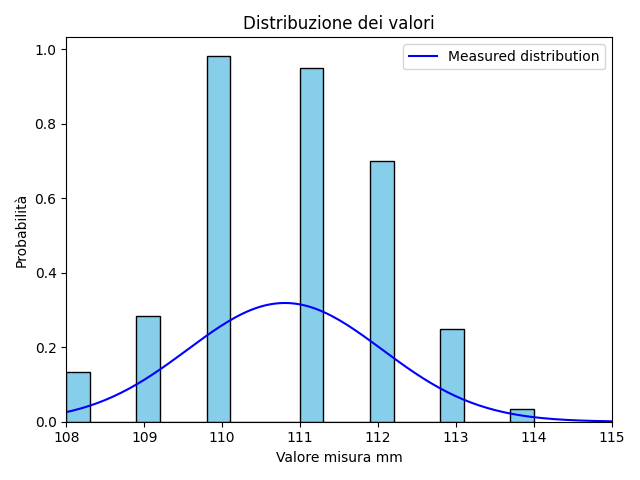 Distribuzione dei valori
Measured distribution
1.0
0.8
0.6
0.4
0.2
0.0
Probabilità
108 109 110 111 112 113 114 115
Valore misura mm